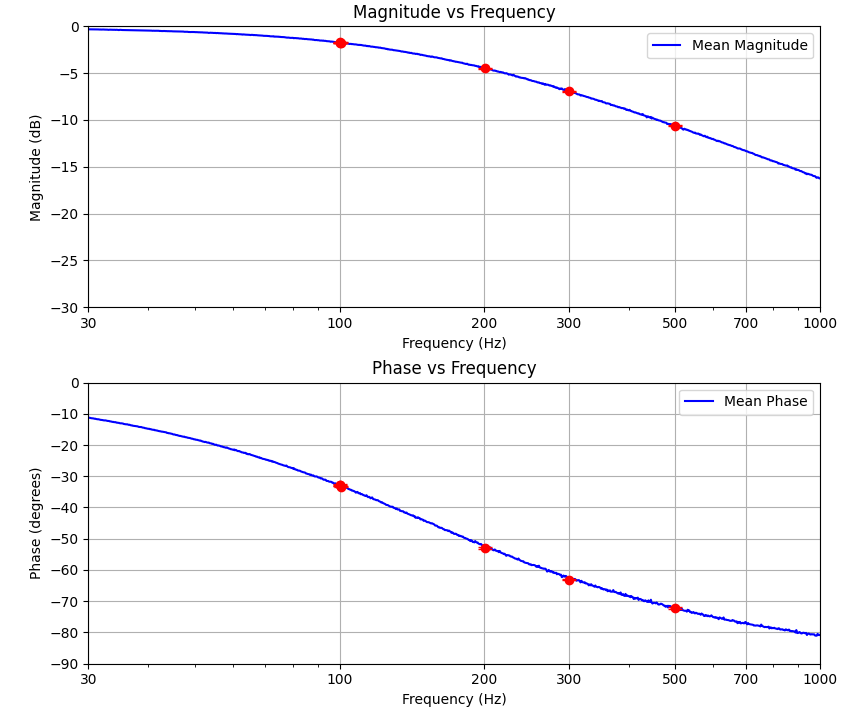 Magnitude vs Frequency
0
−5
−10
−15
−20
−25
−30
Magnitude (dB)
Mean Magnitude
30 100 200 300 500 700 1000
Frequency (Hz)
Phase vs Frequency
0
−10
−20
−30
−40
−50
−60
−70
−80
−90
Phase (degrees)
Mean Phase
30 100 200 300 500 700 1000
Frequency (Hz)